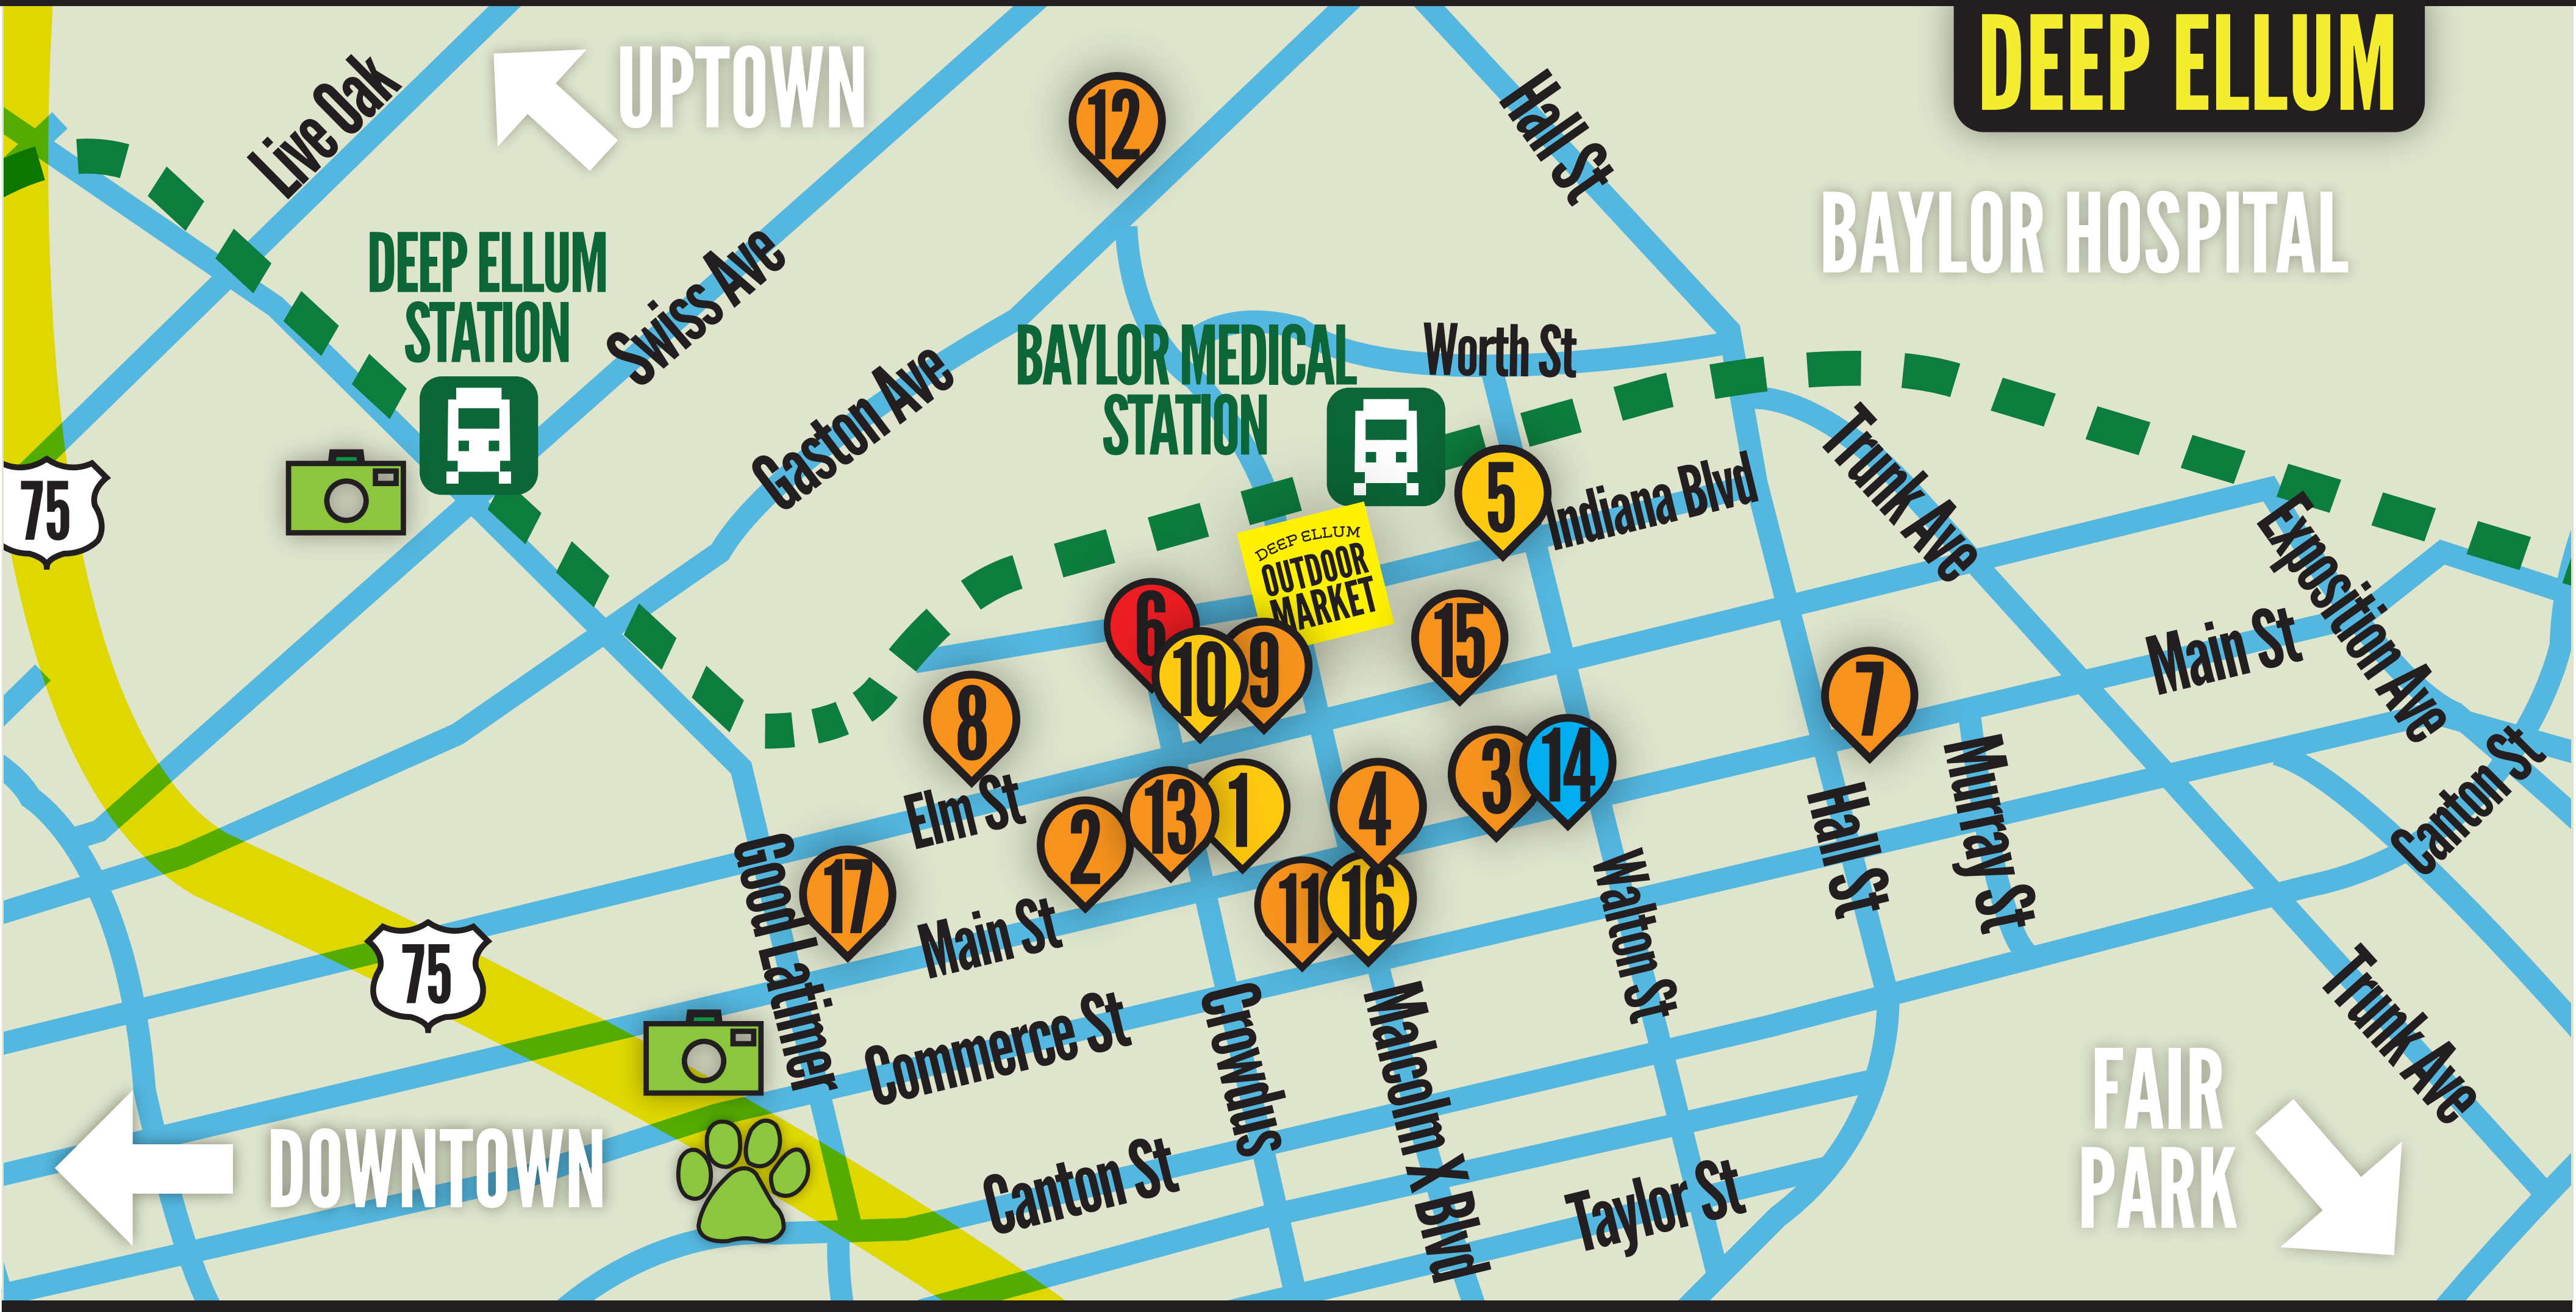 DEEP ELLUM
UPTOWN
Live Oak
12
Hall St
BAYLOR HOSPITAL
DEEP ELLUM
STATION
Swiss Ave
BAYLOR MEDICAL
STATION
Worth St
Gaston Ave
75
5
Indiana Blvd
Trunk Ave
Exposition Ave
DEEP ELLUM
OUTDOOR
MARKET
6
10
9
15
7
Main St
8
Elm St
2
13
1
4
3
14
Hall St
Murray St
Canton St
17
Good Latimer
Main St
11
16
Walton St
75
Commerce St
Crowdus
Malcolm X Blvd
Trunk Ave
DOWNTOWN
Canton St
Taylor St
FAIR
PARK